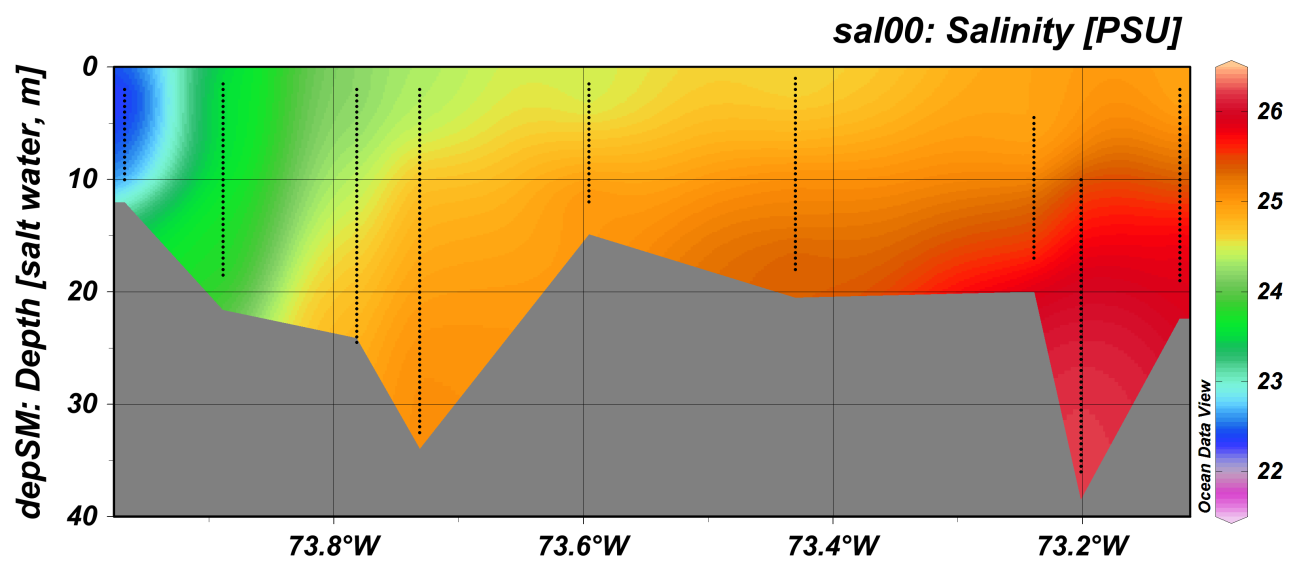 sal00: Salinity [PSU]
depSM: Depth [salt water, m]
0
10
20
30
40
73.8°W
73.6°W
73.4°W
73.2°W
26
25
24
23
22
Ocean Data View